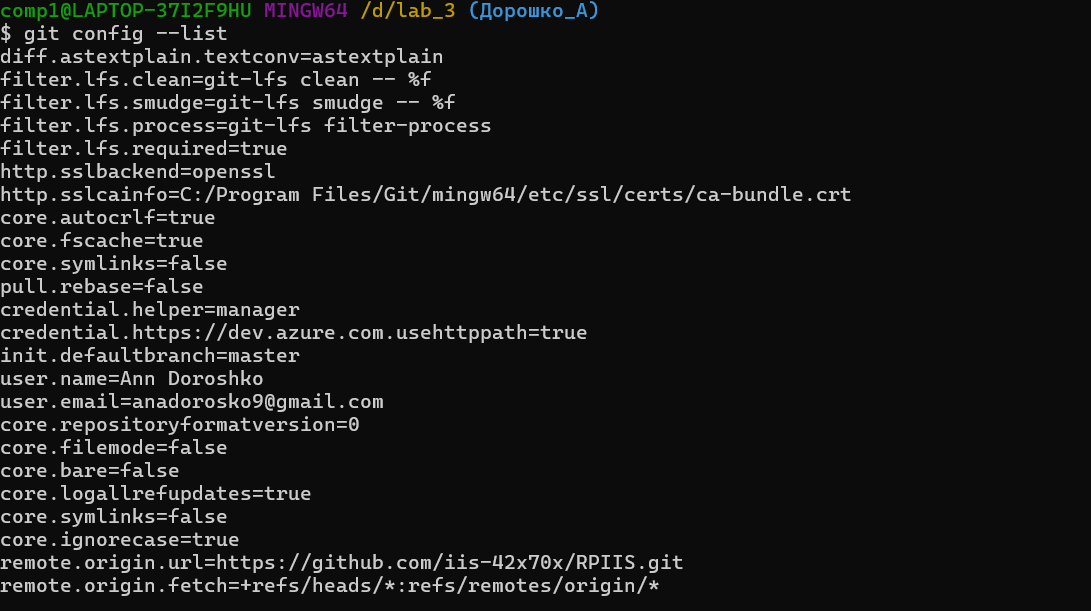 comp1@LAPTOP-37I2F9HU MINGW64 /d/lab_3 (Дорошко_А)
$ git config --list
diff.astextplain.textconv=astextplain
filter.lfs.clean=git-lfs clean -- %f
filter.lfs.smudge=git-lfs smudge -- %f
filter.lfs.process=git-lfs filter-process
filter.lfs.required=true
http.sslbackend=openssl
http.sslcainfo=C:/Program Files/Git/mingw64/etc/ssl/certs/ca-bundle.crt
core.autocrlf=true
core.fscache=true
core.symlinks=false
pull.rebase=false
credential.helper=manager
credential.https://dev.azure.com.usehttppath=true
init.defaultbranch=master
user.name=Ann Doroshko
user.email=anadorosko9@gmail.com
core.repositoryformatversion=0
core.filemode=false
core.bare=false
core.logallrefupdates=true
core.symlinks=false
core.ignorecase=true
remote.origin.url=https://github.com/iis-42x70x/RPIIS.git
remote.origin.fetch=+refs/heads/*:refs/remotes/origin/*